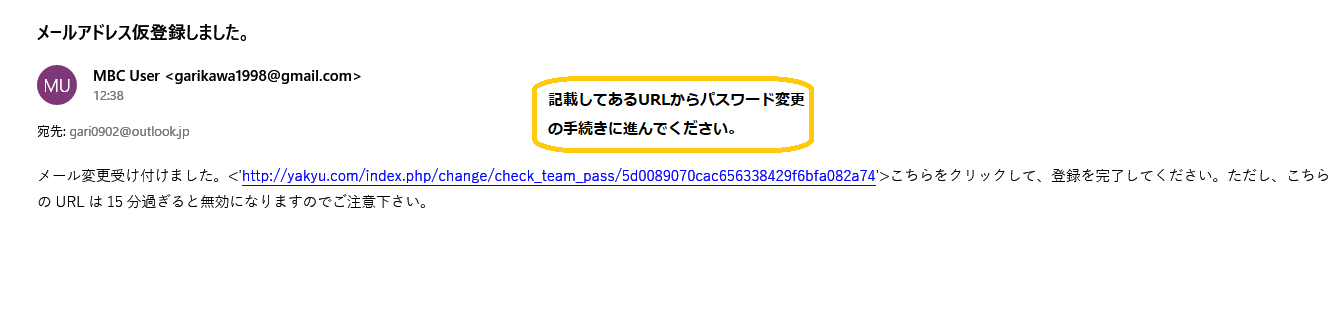 メールアドレス仮登録しました。
MU
MBC User <garikawa1998@gmail.com>
12:38
記載してあるURLからパスワード変更
の手続きに進んでください。
宛先: gari0902@outlook.jp
メール変更受け付けました。<'http://yakyu.com/index.php/change/check_team_pass/5d0089070cac656338429f6bfa082a74'>こちらをクリックして、登録を完了してください。ただし、こちら
の URL は 15 分過ぎると無効になりますのでご注意下さい。